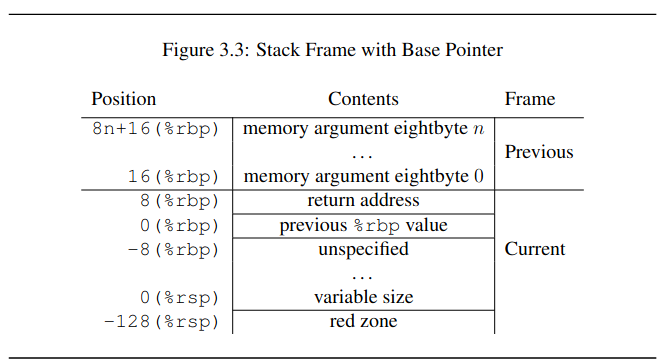 Figure 3.3: Stack Frame with Base Pointer
Position Contents Frame
8n+16(%rbp) memory argument eightbyte n
... Previous
16(%rbp) memory argument eightbyte 0
8(%rbp) return address
0(%rbp) previous %rbp value
-8(%rbp) unspecified Current
...
0(%rsp) variable size
-128(%rsp) red zone